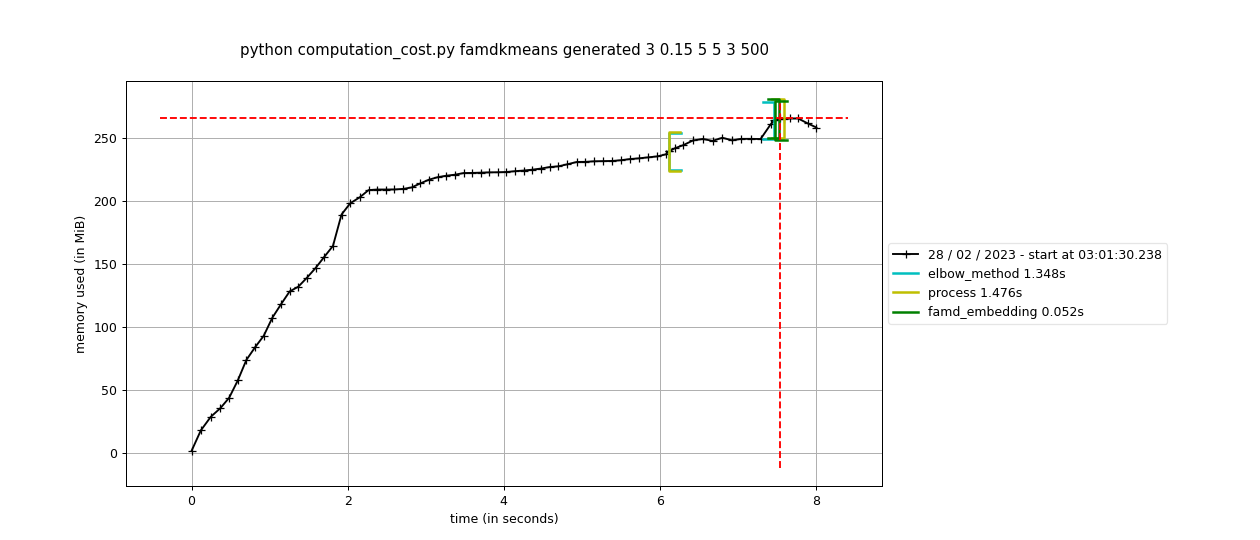 python computation_cost.py famdkmeans generated 3 0.15 5 5 3 500
memory used (in MiB)
250
200
150
100
50
0
0 2 4 6 8
time (in seconds)
28 / 02 / 2023 - start at 03:01:30.238
elbow_method 1.348s
process 1.476s
famd_embedding 0.052s